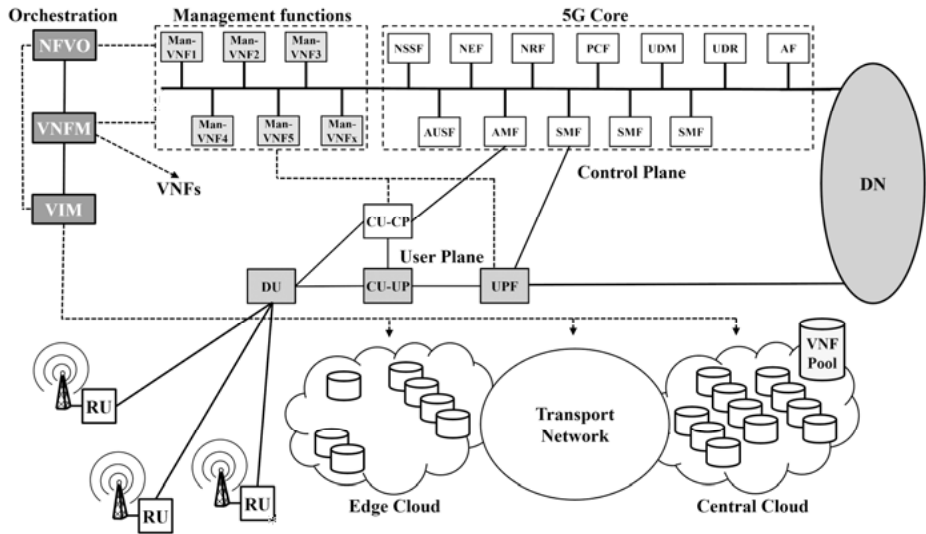 Orchestration
Management functions
5G Core
NFVO
Man-
VNF1
Man-
VNF2
Man-
VNF3
NSSF
NEF
NRF
PCF
UDM
UDR
AF
VNFM
Man-
VNF4
Man-
VNF5
Man-
VNFx
AUSF
AMF
SMF
SMF
SMF
VNFs
Control Plane
DN
VIM
CU-CP
User Plane
DU
CU-UP
UPF
VNF
Pool
RU
Transport
Network
RU
RU
Edge Cloud
Central Cloud